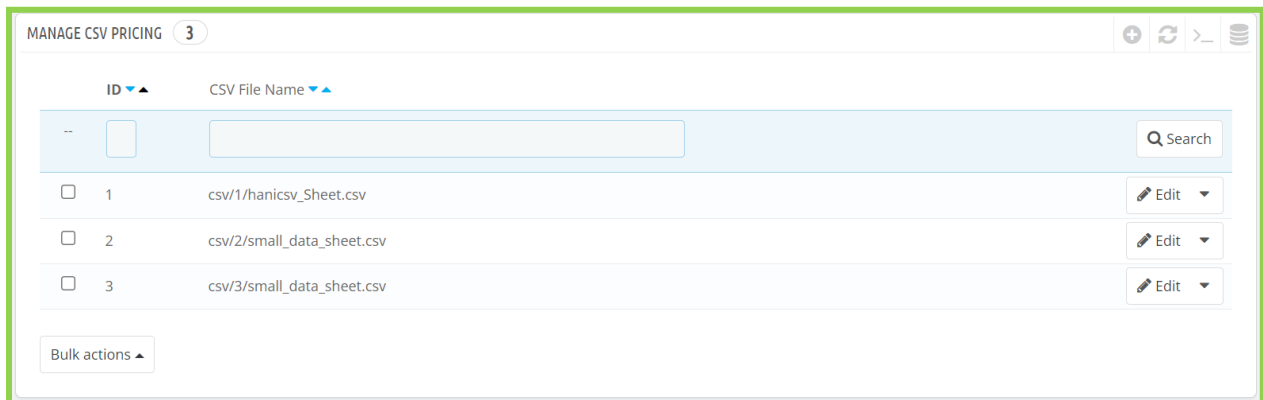 MANAGE CSV PRICING 3
ID CSV File Name
--
Search
1 csv/1/hanicsv_Sheet.csv Edit
2 csv/2/small_data_sheet.csv Edit
3 csv/3/small_data_sheet.csv Edit
Bulk actions